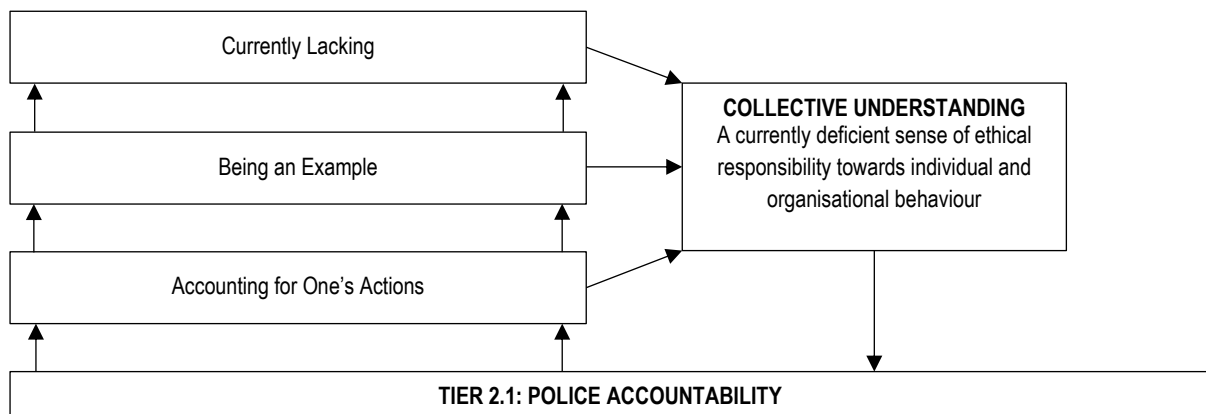 Currently Lacking
COLLECTIVE UNDERSTANDING
A currently deficient sense of ethical
responsibility towards individual and
organisational behaviour
Being an Example
Accounting for One’s Actions
TIER 2.1: POLICE ACCOUNTABILITY